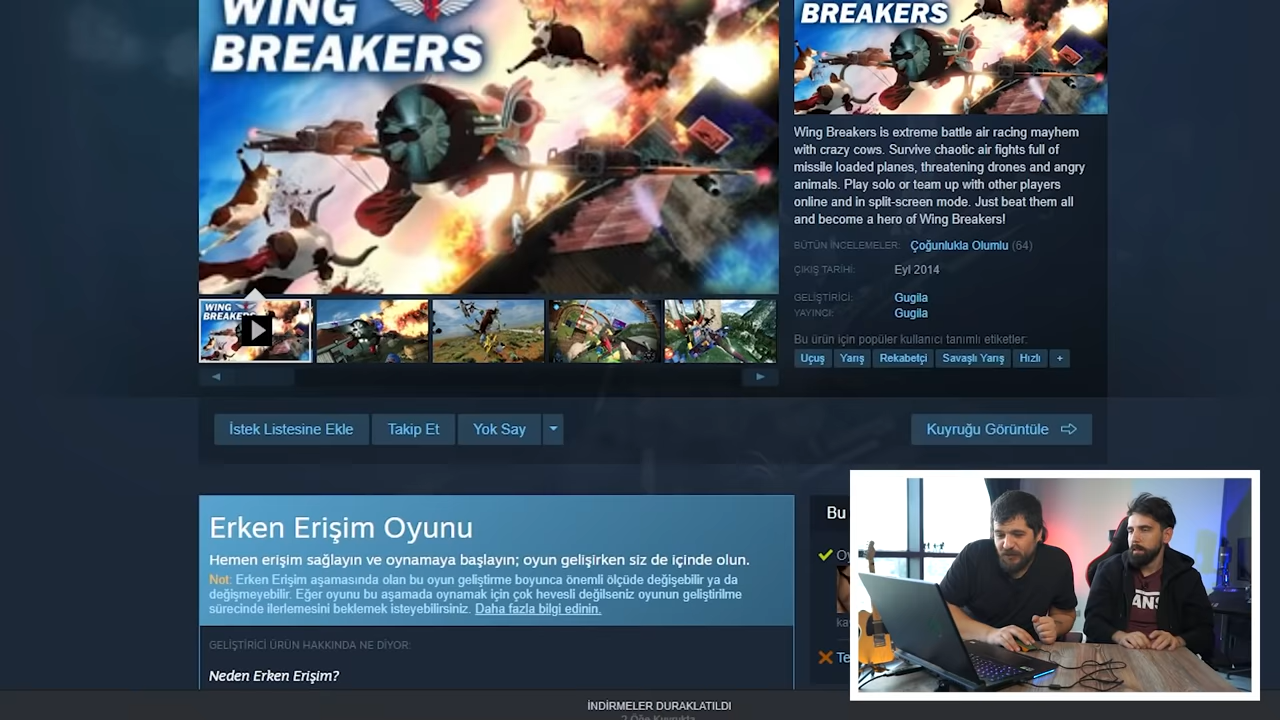 WING
BREAKERS
BREAKERS
Wing Breakers is extreme battle air racing mayhem
with crazy cows. Survive chaotic air fights full of
missile loaded planes, threatening drones and angry
animals. Play solo or team up with other players
online and in split-screen mode. Just beat them all
and become a hero of Wing Breakers!
BÜTÜN İNCELEMELER: Çoğunlukla Olumlu (64)
ÇIKIŞ TARİHİ: Eyl 2014
GELİŞTİRİCİ: Gugila
YAYINCI: Gugila
Bu ürün için popüler kullanıcı tanımlı etiketler:
Uçuş Yarış Rekabetçi Savaşlı Yarış Hızlı +
WING
BREAKERS
İstek Listesine Ekle Takip Et Yok Say Kuyruğu Görüntüle
Erken Erişim Oyunu
Hemen erişim sağlayın ve oynamaya başlayın; oyun gelişirken siz de içinde olun.
Not: Erken Erişim aşamasında olan bu oyun geliştirme boyunca önemli ölçüde değişebilir ya da
değişmeyebilir. Eğer oyunu bu aşamada oynamak için çok hevesli değilseniz oyunun geliştirilme
sürecinde ilerlemesini beklemek isteyebilirsiniz. Daha fazla bilgi edinin.
GELİŞTİRİCİ ÜRÜN HAKKINDA NE DİYOR:
Neden Erken Erişim?
Bu
Oy
ka
Te
ANS
İNDİRMELER DURAKLATILDI
2 Öğe Kuyrukta